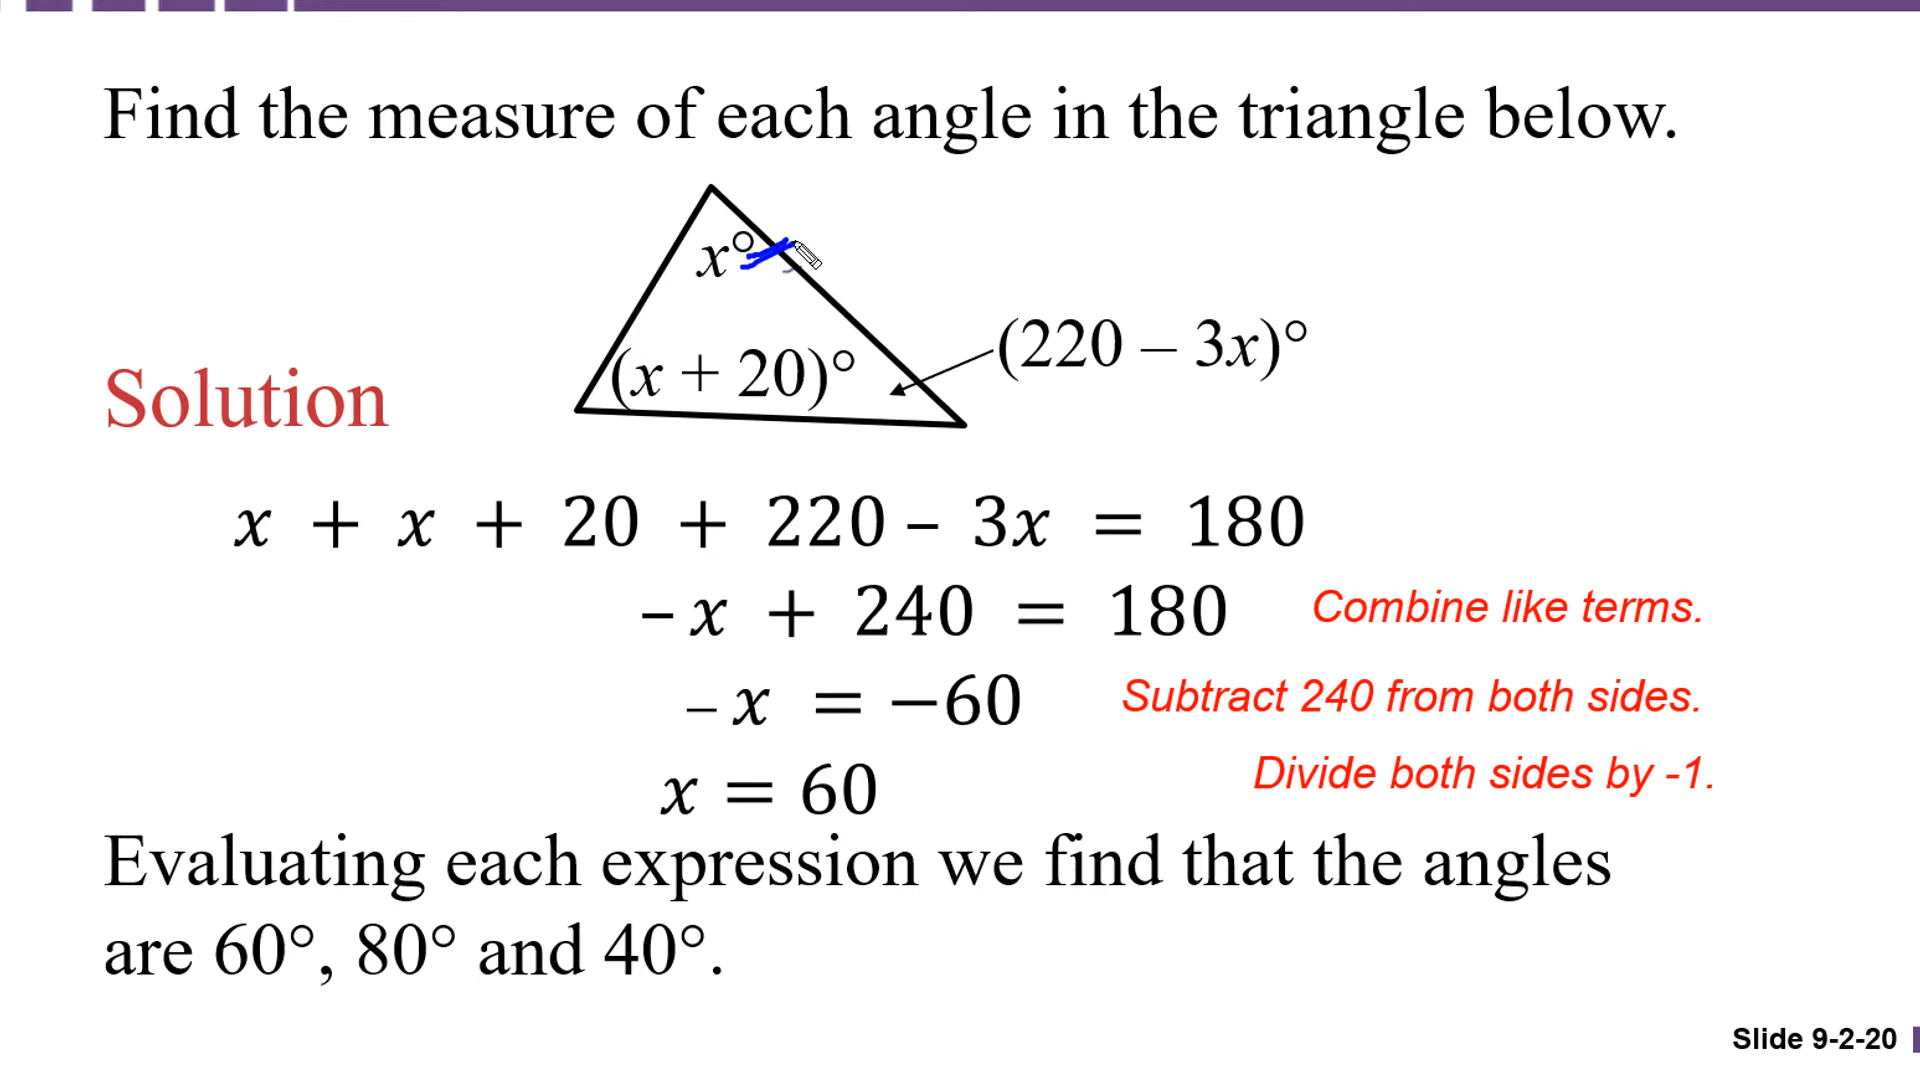 Find the measure of each angle in the triangle below.
x°
(x + 20)°
(220 – 3x)°
Solution
x + x + 20 + 220 – 3x = 180
– x + 240 = 180 Combine like terms.
– x = −60 Subtract 240 from both sides.
x = 60 Divide both sides by -1.
Evaluating each expression we find that the angles
are 60°, 80° and 40°.
Slide 9-2-20